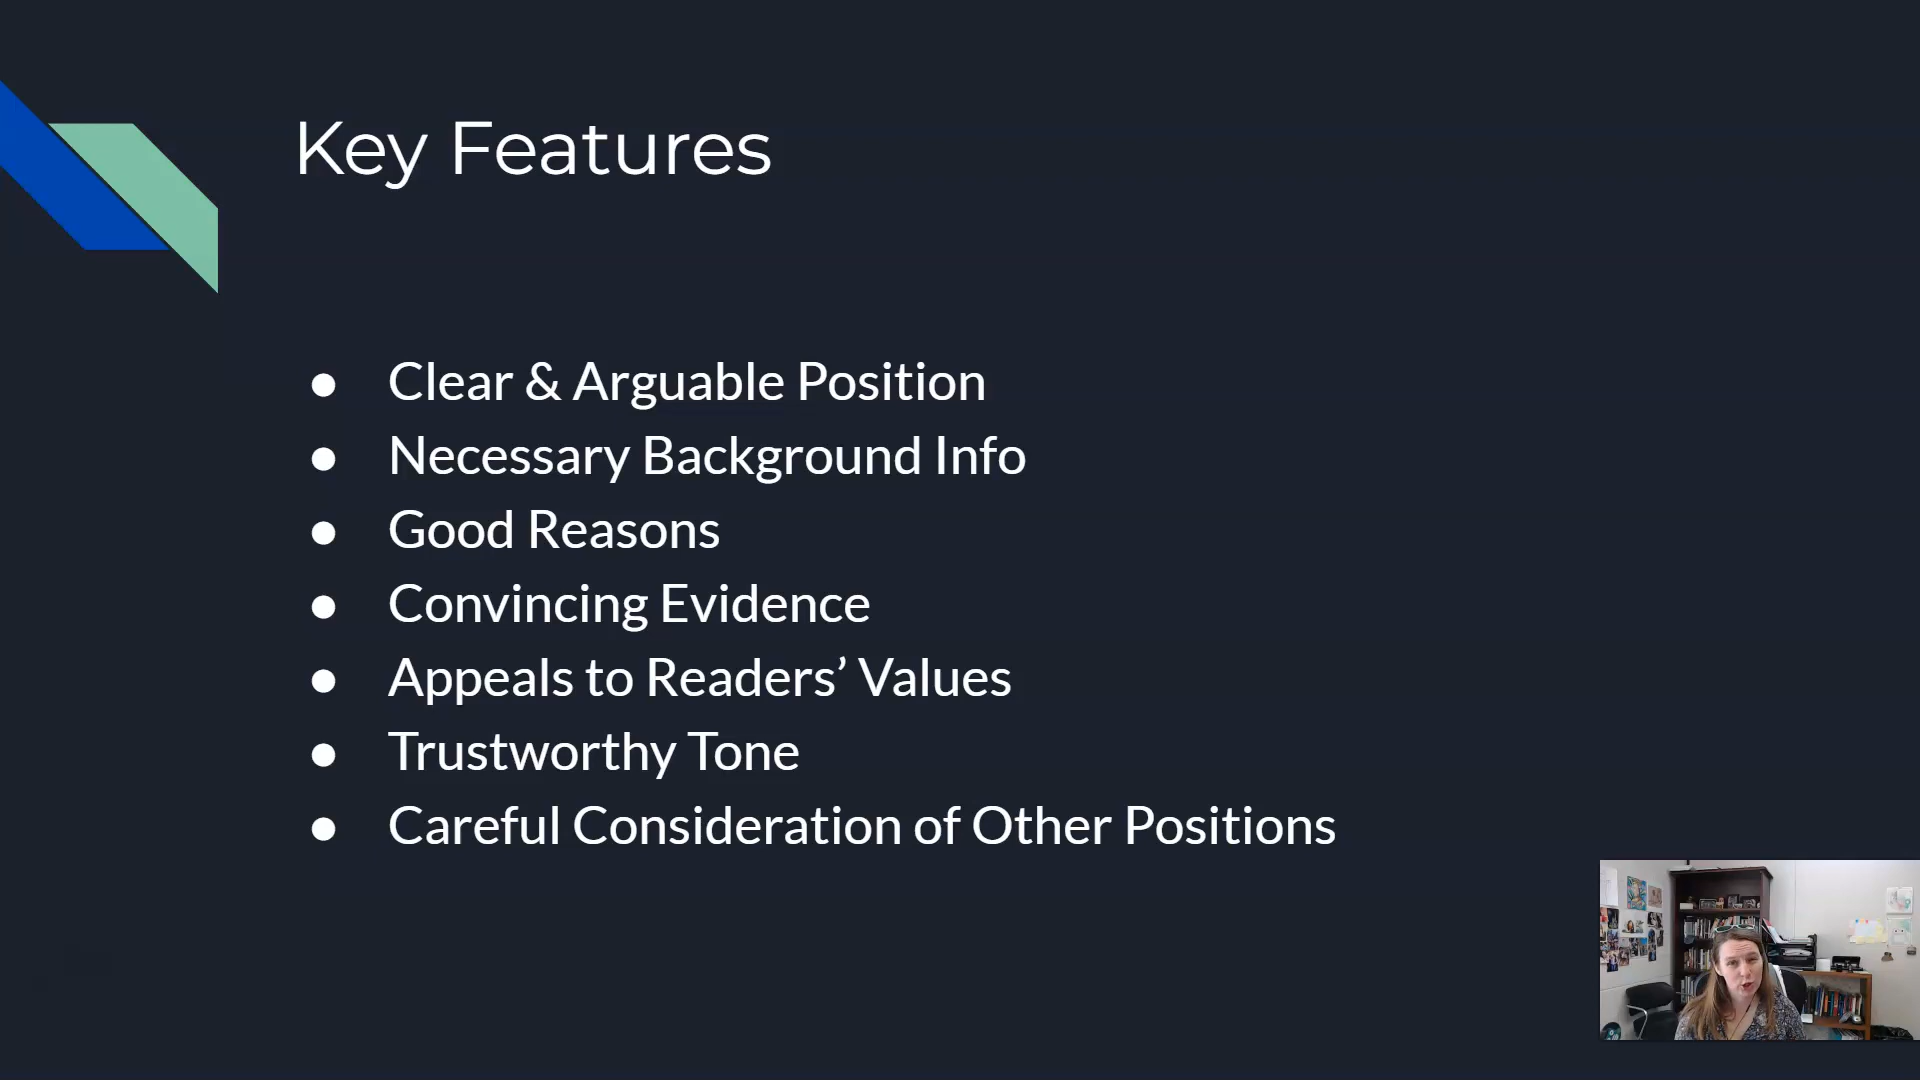 Key Features
● Clear & Arguable Position
● Necessary Background Info
● Good Reasons
● Convincing Evidence
● Appeals to Readers’ Values
● Trustworthy Tone
● Careful Consideration of Other Positions